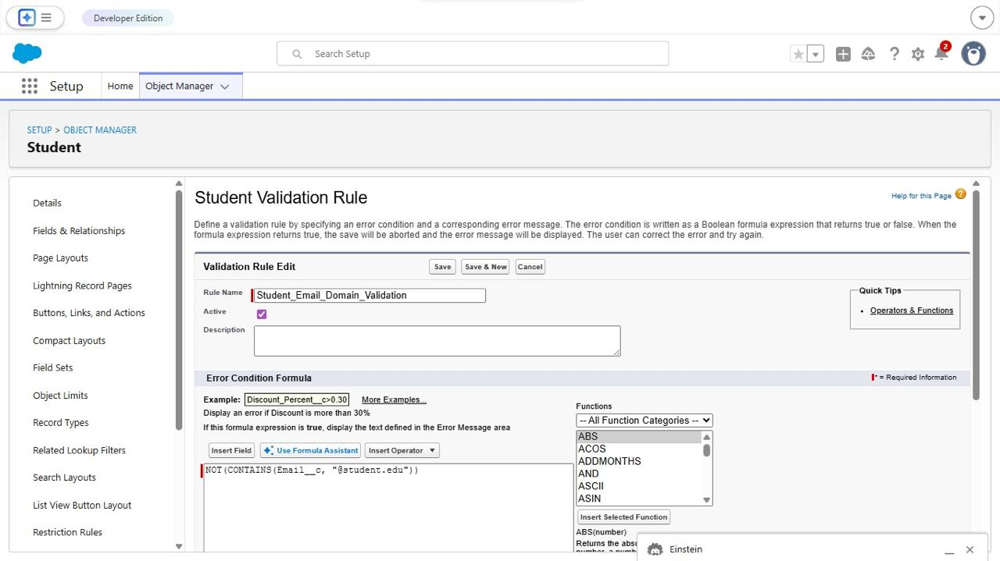 Developer Edition
Search Setup
2
Setup
Home
Object Manager
SETUP > OBJECT MANAGER
Student
Details
Fields & Relationships
Page Layouts
Lightning Record Pages
Buttons, Links, and Actions
Compact Layouts
Field Sets
Object Limits
Record Types
Related Lookup Filters
Search Layouts
List View Button Layout
Restriction Rules
Student Validation Rule
Help for this Page ?
Define a validation rule by specifying an error condition and a corresponding error message. The error condition is written as a Boolean formula expression that returns true or false. When the
formula expression returns true, the save will be aborted and the error message will be displayed. The user can correct the error and try again.
Validation Rule Edit
Save
Save & New
Cancel
Rule Name
Student_Email_Domain_Validation
Active
Description
Quick Tips
• Operators & Functions
Error Condition Formula
* = Required Information
Example: Discount_Percent__c>0.30 More Examples...
Display an error if Discount is more than 30%
If this formula expression is true, display the text defined in the Error Message area
Insert Field
Use Formula Assistant
Insert Operator
NOT(CONTAINS(Email__c, "@student.edu"))
Functions
-- All Function Categories --
ABS
ACOS
ADDMONTHS
AND
ASCII
ASIN
Insert Selected Function
ABS(number)
Returns the
Einstein